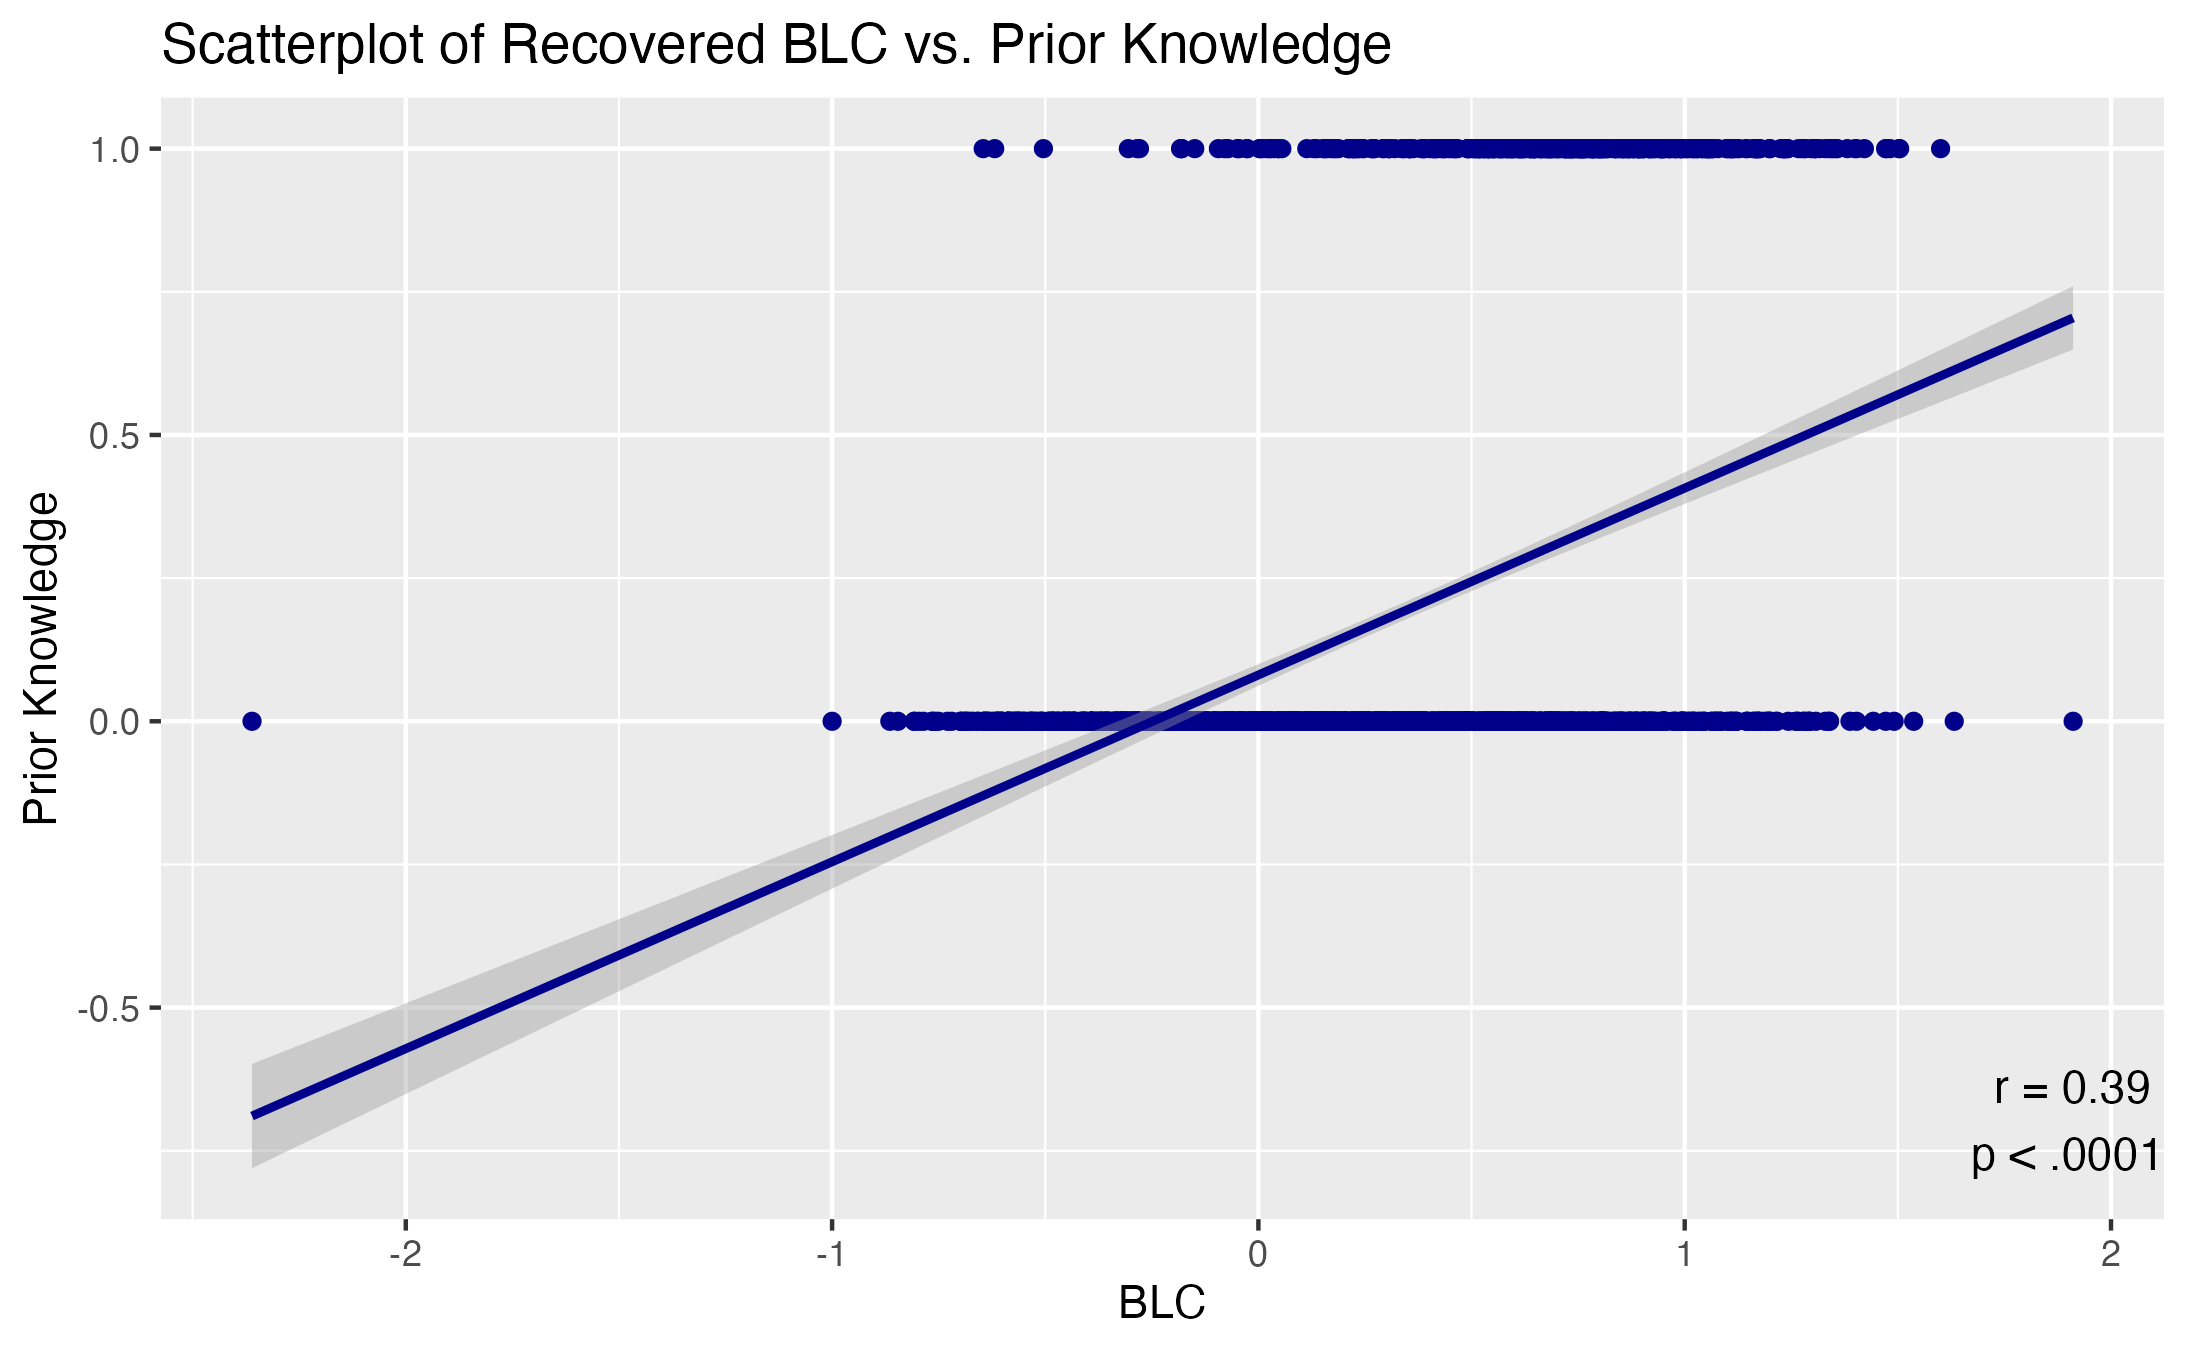 Scatterplot of Recovered BLC vs. Prior Knowledge
Prior Knowledge
1.0
0.5
0.0
-0.5
r = 0.39
p < .0001
-2
-1
0
1
2
BLC